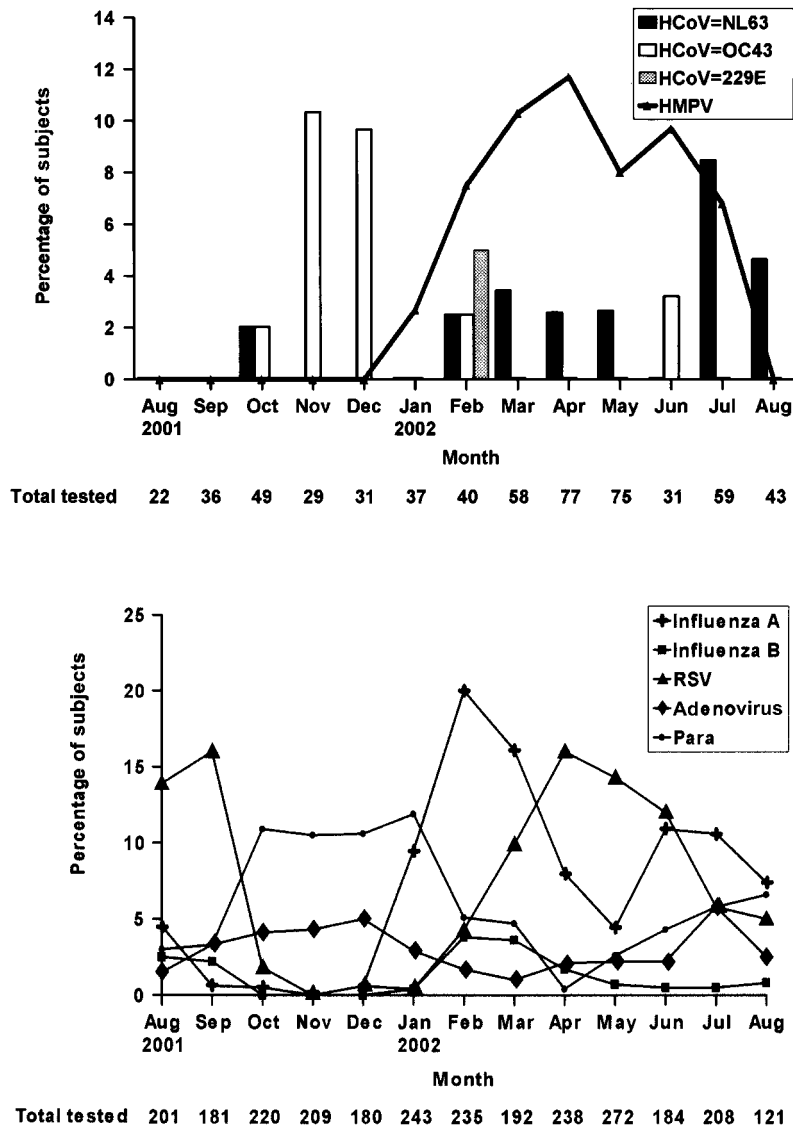 14
12
10
8
6
4
2
0
Percentage of subjects
HCoV=NL63
HCoV=OC43
HCoV=229E
HMPV
Aug Sep Oct Nov Dec Jan Feb Mar Apr May Jun Jul Aug
2001 2002
Month
Total tested 22 36 49 29 31 37 40 58 77 75 31 59 43
25
20
15
10
5
0
Percentage of subjects
Influenza A
Influenza B
RSV
Adenovirus
Para
Aug Sep Oct Nov Dec Jan Feb Mar Apr May Jun Jul Aug
2001 2002
Month
Total tested 201 181 220 209 180 243 235 192 238 272 184 208 121